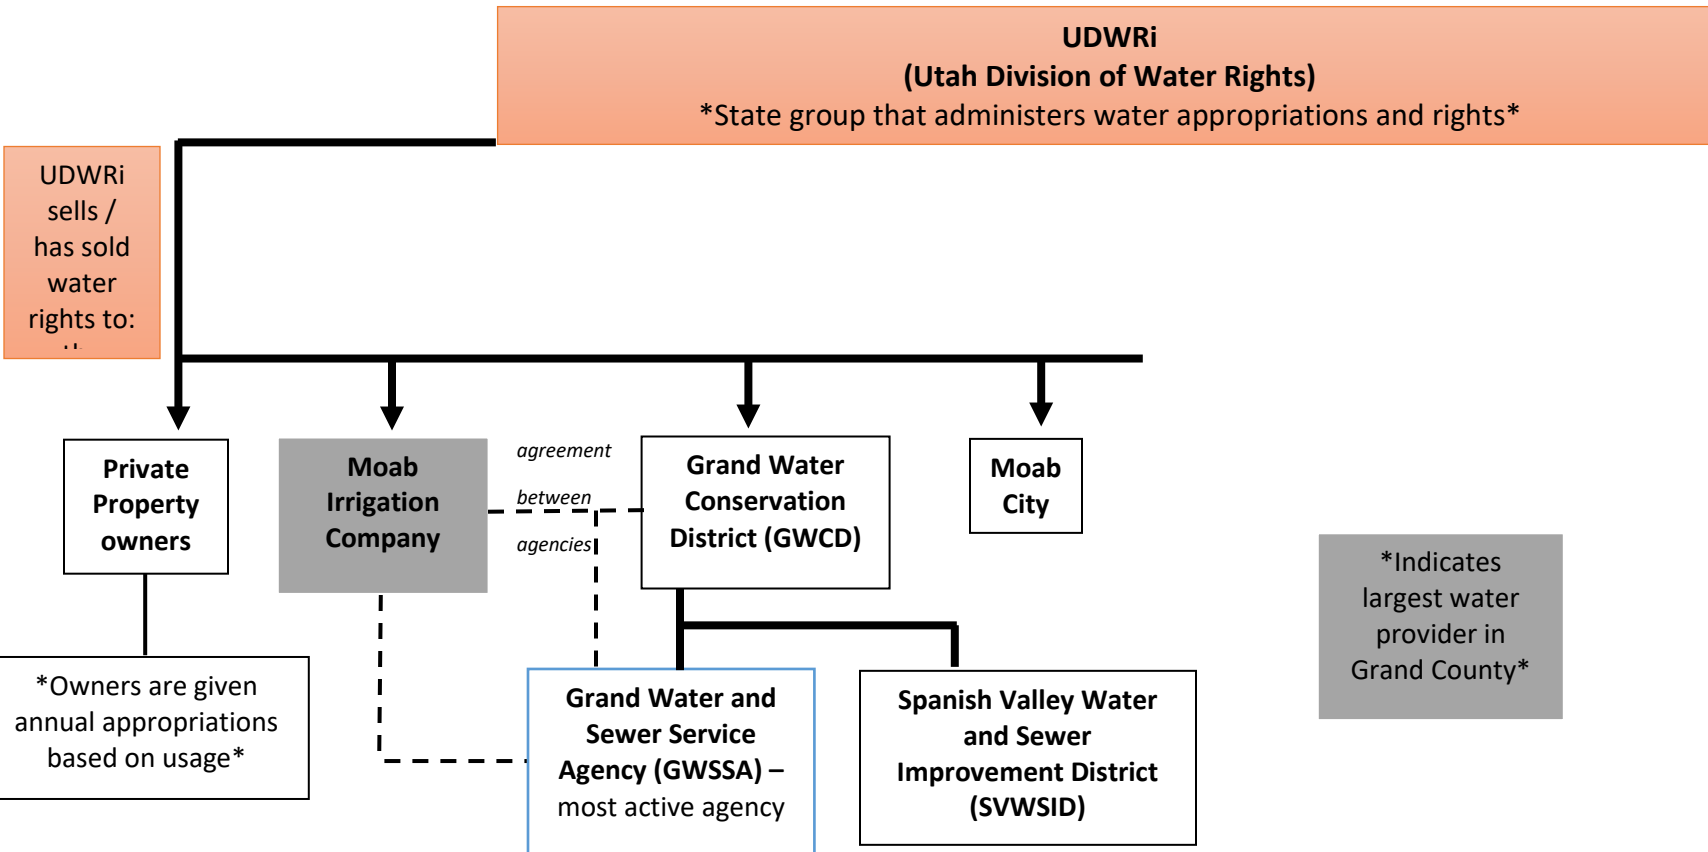 UDWRi
(Utah Division of Water Rights)
*State group that administers water appropriations and rights*
UDWRi
sells /
has sold
water
rights to:
Private
Property
owners
Moab
Irrigation
Company
agreement
between
agencies
Grand Water
Conservation
District (GWCD)
Moab
City
*Indicates
largest water
provider in
Grand County*
*Owners are given
annual appropriations
based on usage*
Grand Water and
Sewer Service
Agency (GWSSA) –
most active agency
Spanish Valley Water
and Sewer
Improvement District
(SVWSID)